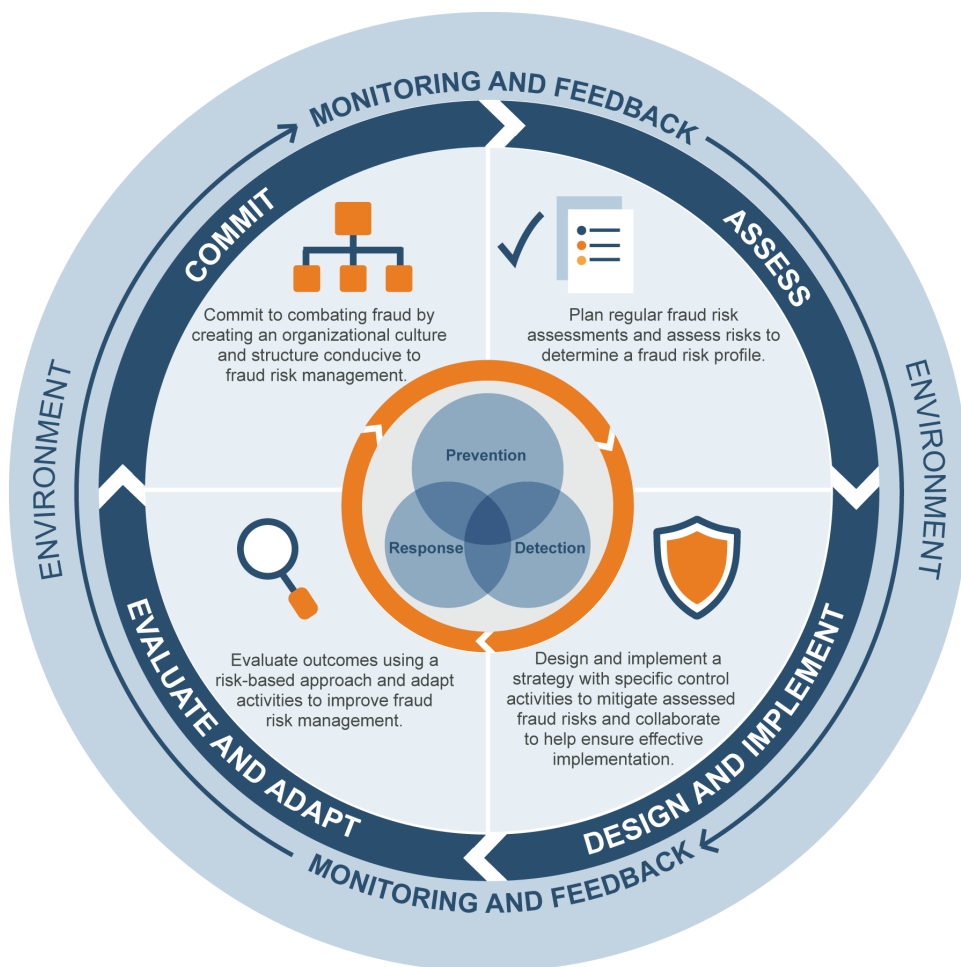 MONITORING AND FEEDBACK
COMMIT
ASSESS
Commit to combating fraud by
creating an organizational culture
and structure conducive to
fraud risk management.
Plan regular fraud risk
assessments and assess risks to
determine a fraud risk profile.
ENVIRONMENT
ENVIRONMENT
Prevention
Response
Detection
Evaluate outcomes using a
risk-based approach and adapt
activities to improve fraud
risk management.
Design and implement a
strategy with specific control
activities to mitigate assessed
fraud risks and collaborate
to help ensure effective
implementation.
EVALUATE AND ADAPT
DESIGN AND IMPLEMENT
MONITORING AND FEEDBACK